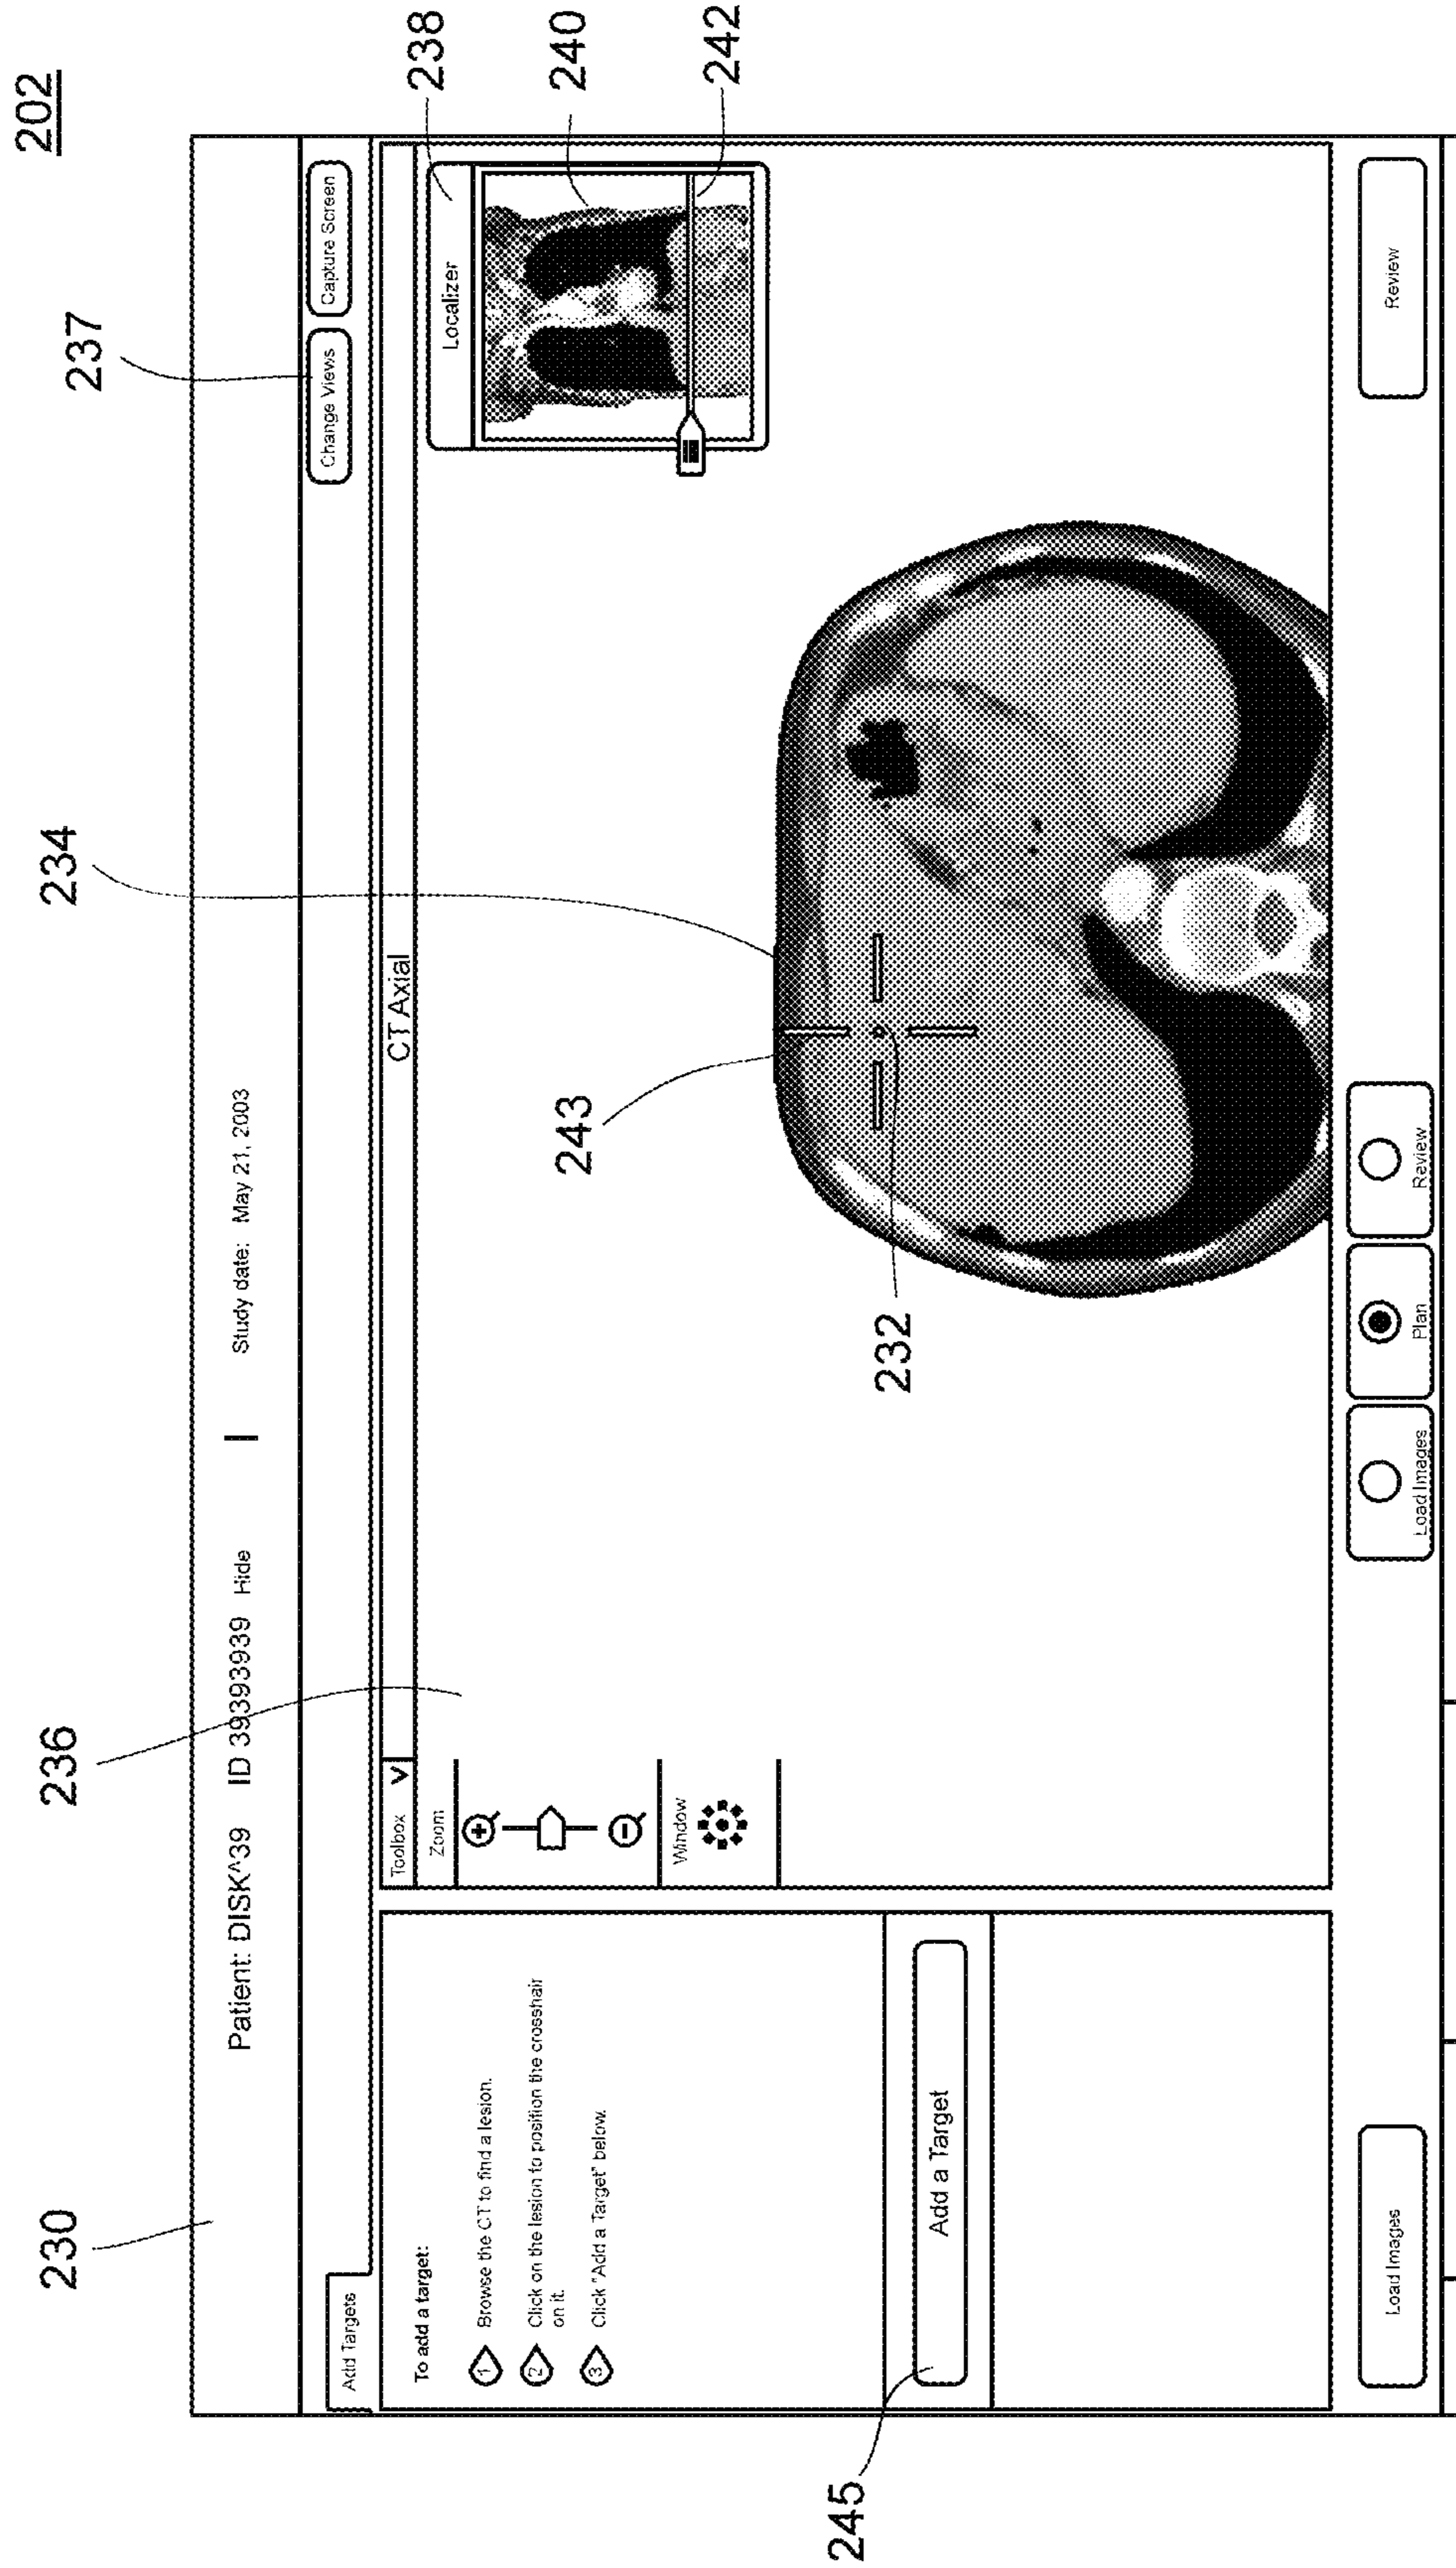 202
230
236
234
237
Patient: DISK^39 ID 39393939 Hide | Study date: May 21, 2003
Add Targets
Change Views
Capture Screen
To add a target:
1 Browse the CT to find a lesion.
2 Click on the lesion to position the crosshair
on it.
3 Click "Add a Target" below.
Add a Target
245
Toolbox
CT Axial
Zoom
Window
Localizer
238
240
242
243
232
Load Images
Load Images
Plan
Review
Review